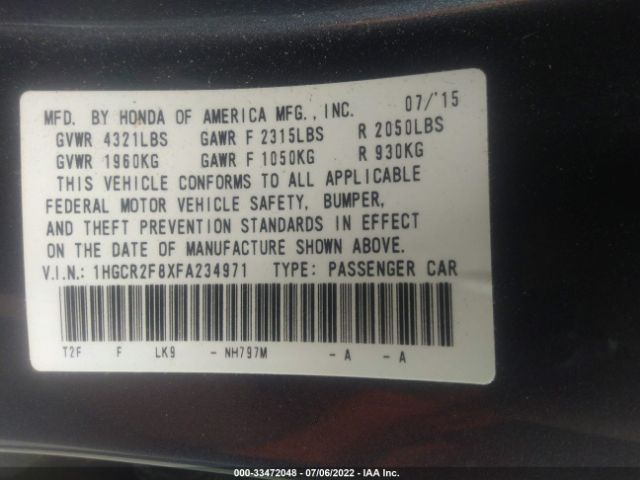 MFD. BY HONDA OF AMERICA MFG., INC. 07/'15
GVWR 4321LBS GAWR F 2315LBS R 2050LBS
GVWR 1960KG GAWR F 1050KG R 930KG
THIS VEHICLE CONFORMS TO ALL APPLICABLE
FEDERAL MOTOR VEHICLE SAFETY, BUMPER,
AND THEFT PREVENTION STANDARDS IN EFFECT
ON THE DATE OF MANUFACTURE SHOWN ABOVE.
V.I.N.: 1HGCR2F8XFA234971 TYPE: PASSENGER CAR
T2F F LK9 - NH797M - A - A
000-33472048 - 07/06/2022 - IAA Inc.